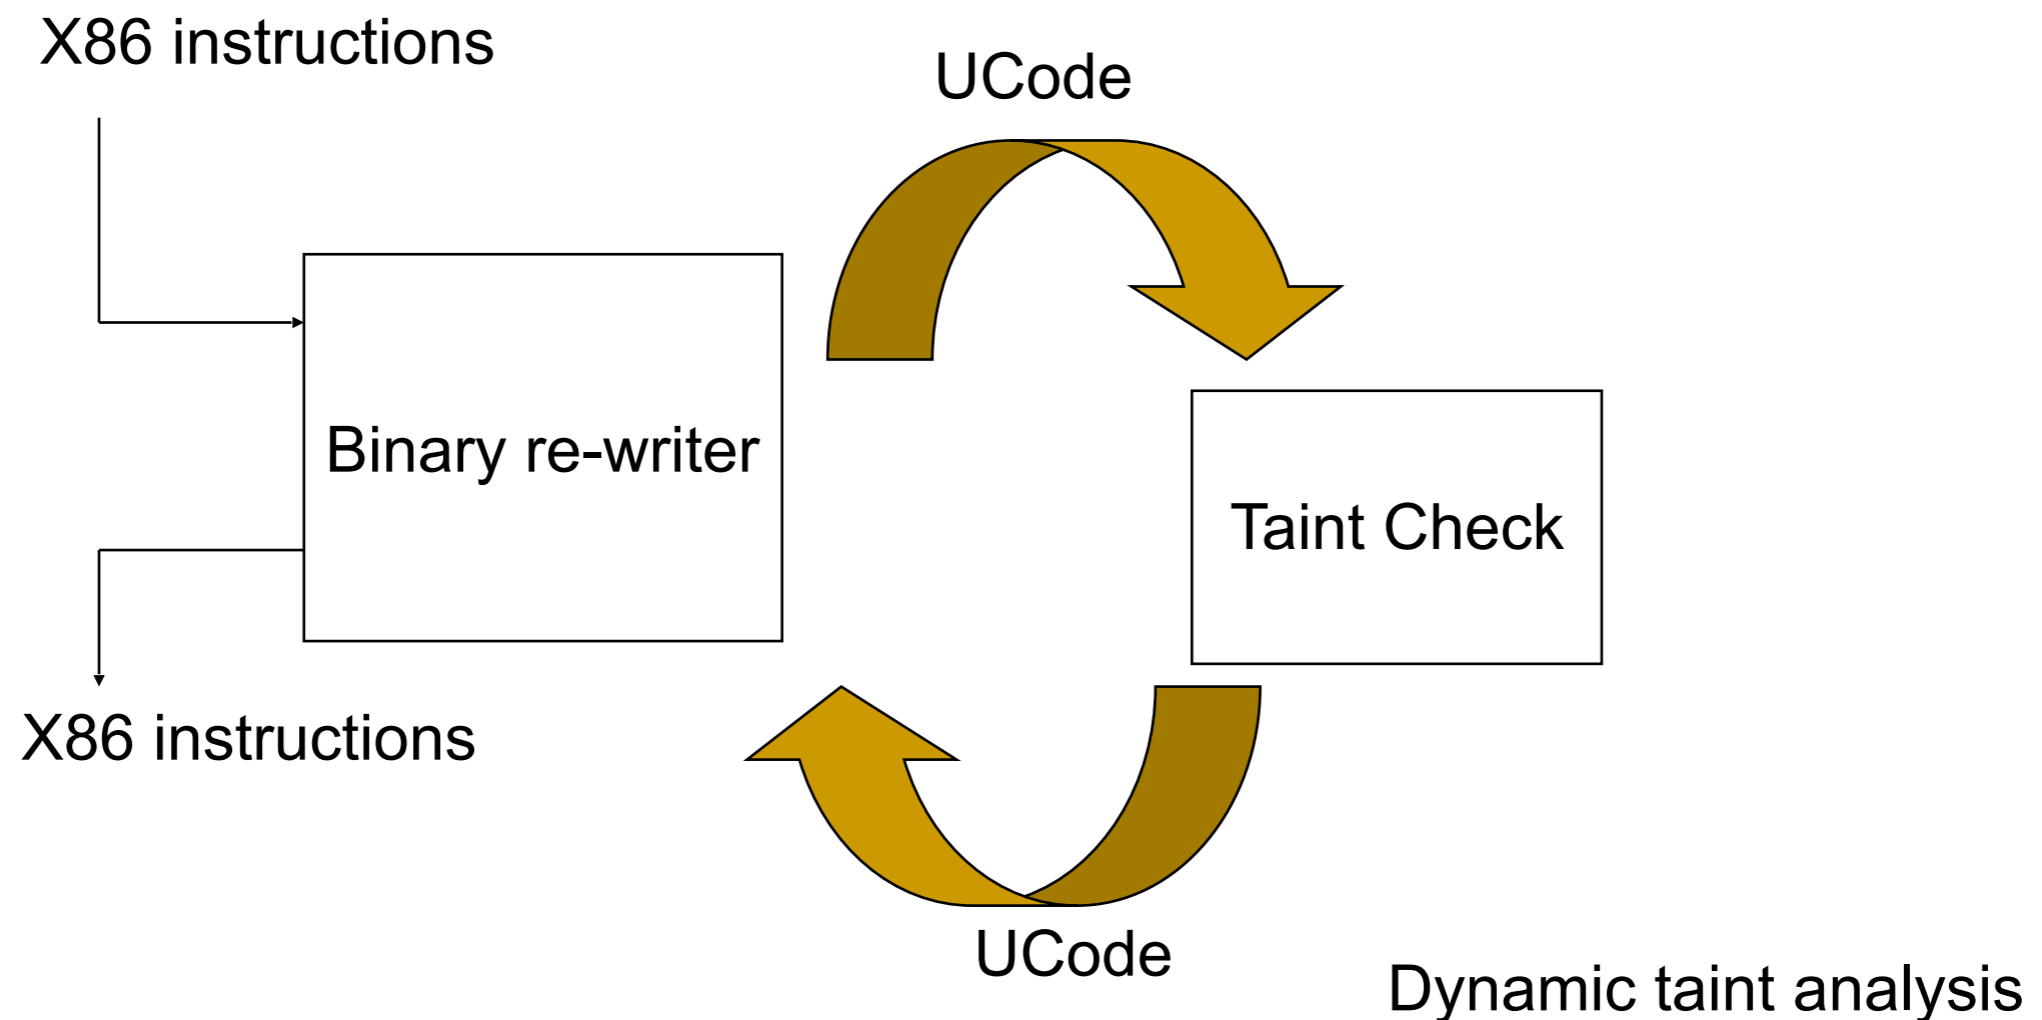 X86 instructions
UCode
Binary re-writer
Taint Check
X86 instructions
UCode
Dynamic taint analysis